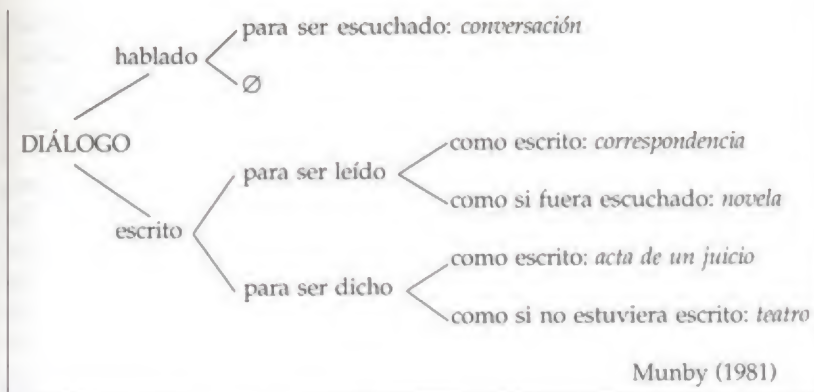 para ser escuchado: conversación
hablado
∅
DIÁLOGO
como escrito: correspondencia
para ser leído
como si fuera escuchado: novela
escrito
como escrito: acta de un juicio
para ser dicho
como si no estuviera escrito: teatro
Munby (1981)